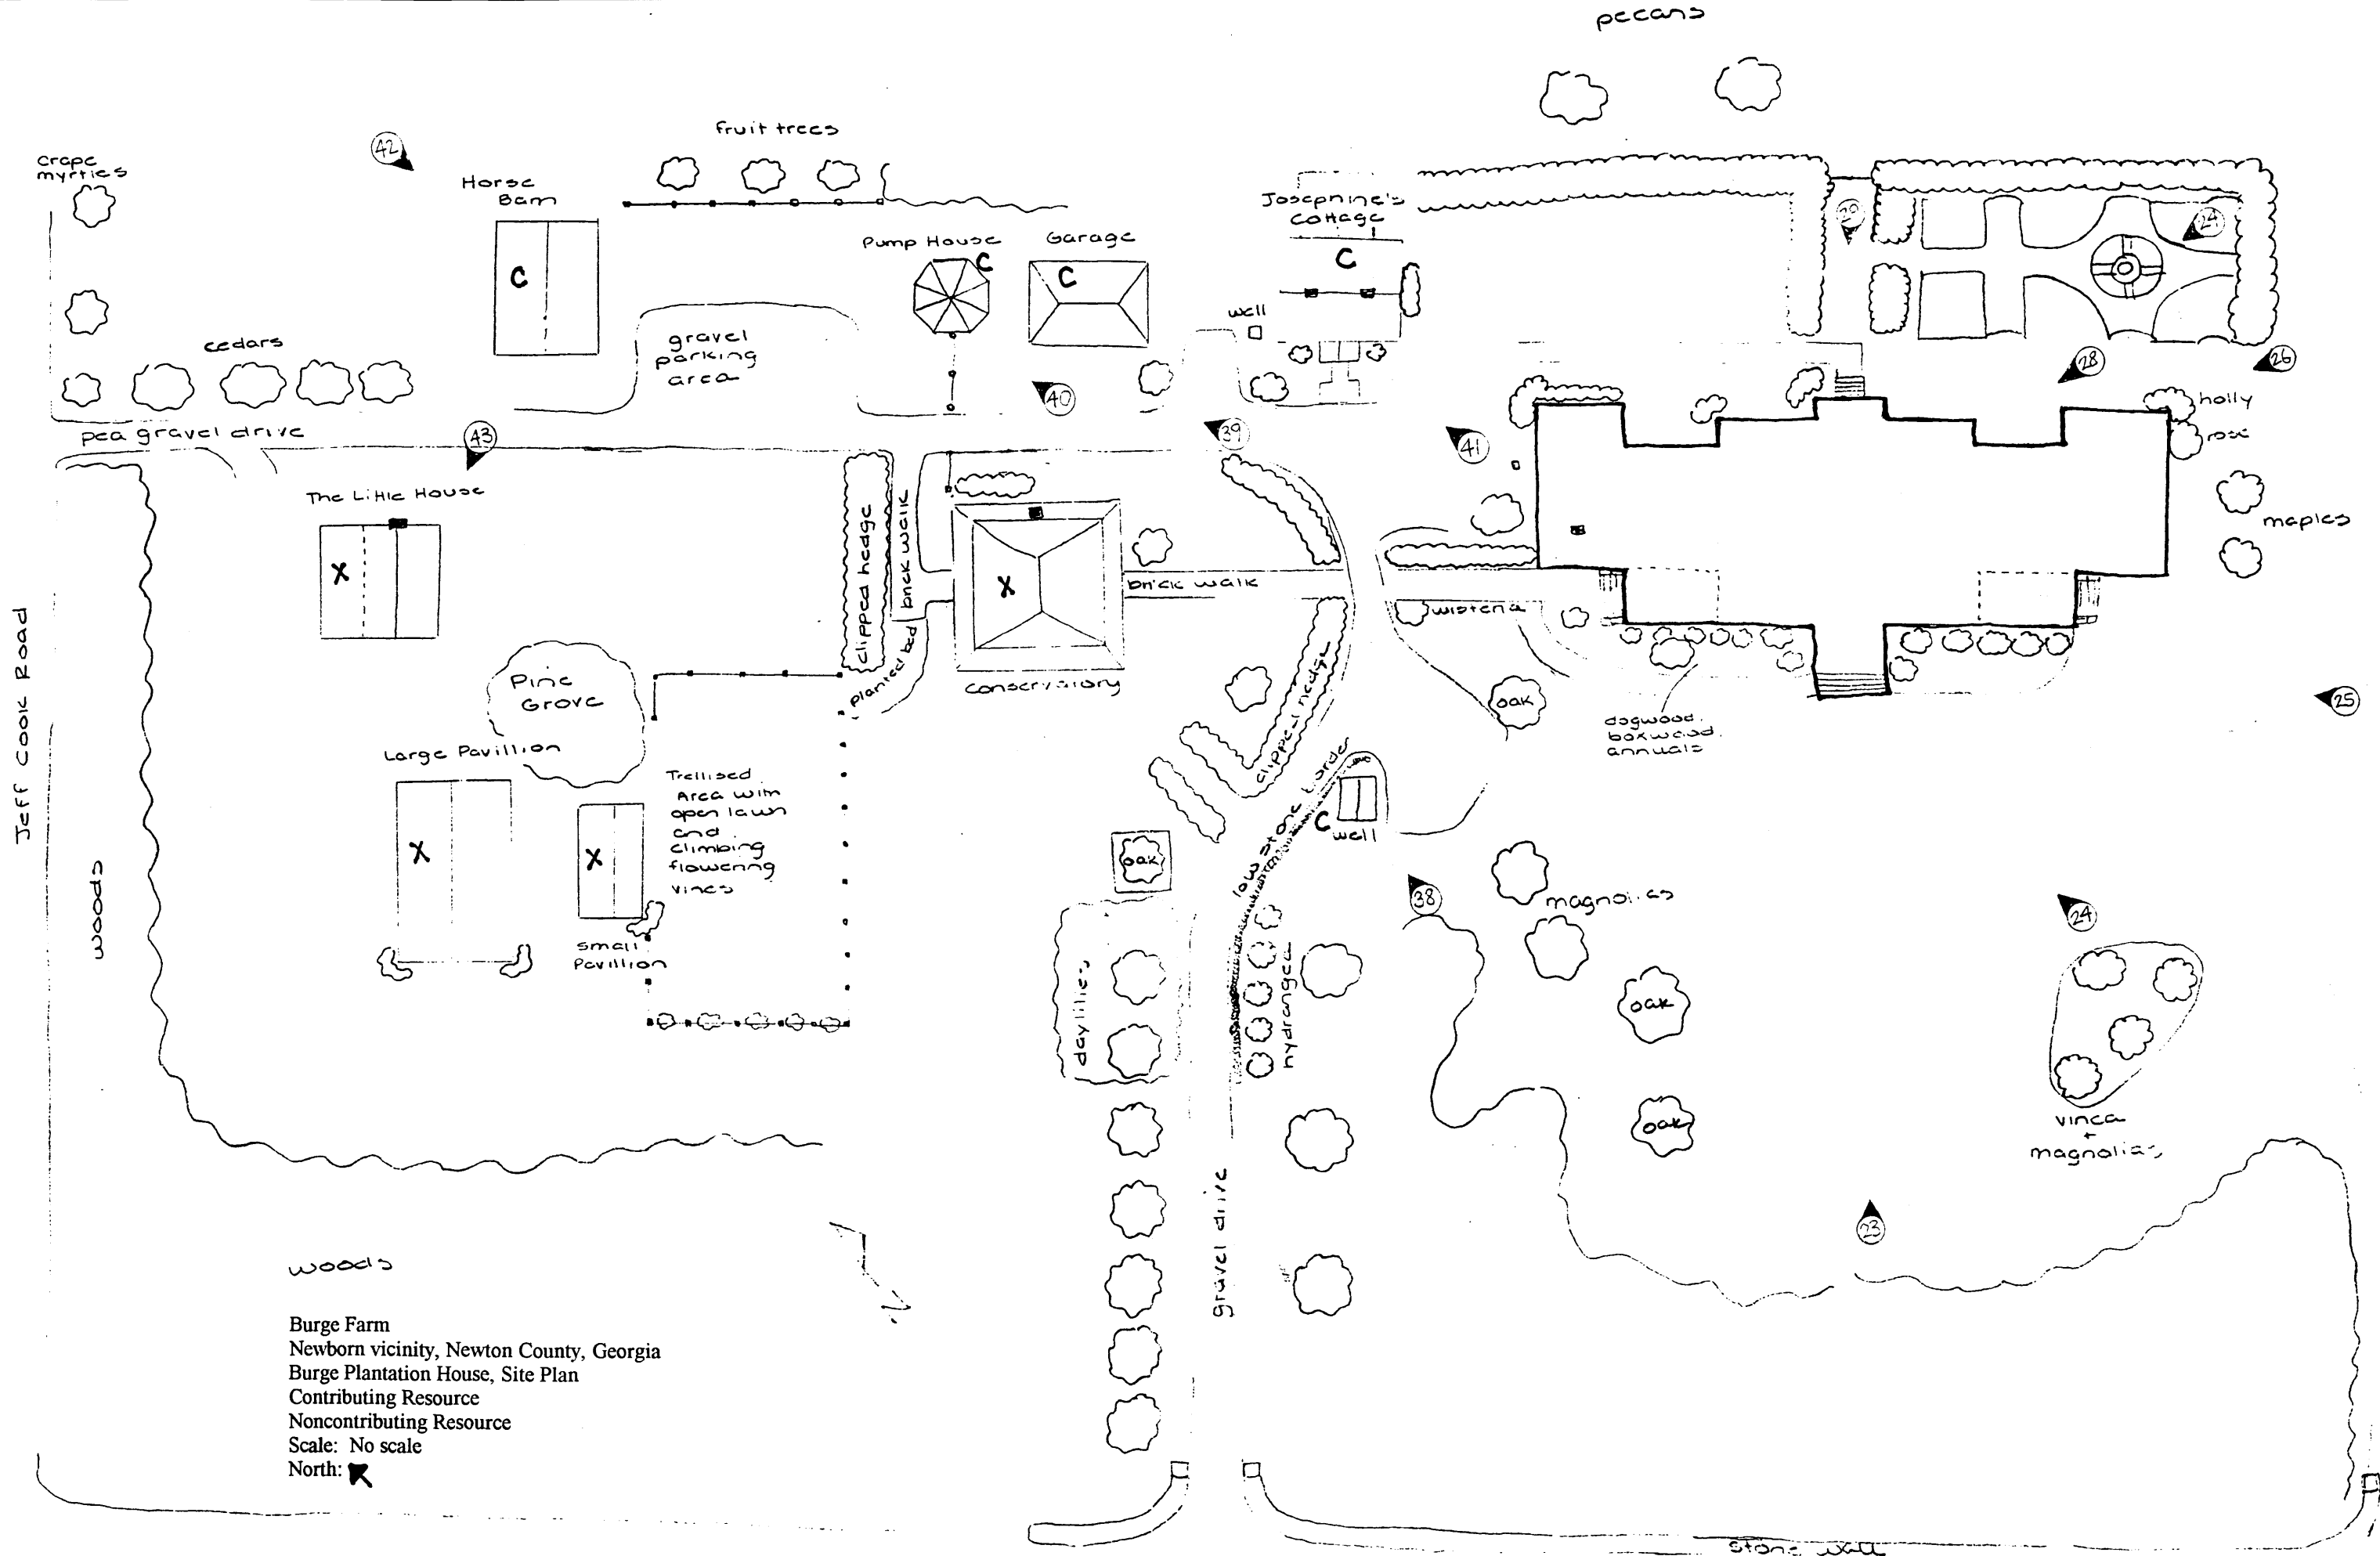 pecans
fruit trees
42
crape
myrtles
Horse
Barn
C
Josephine's
Cottage
C
29
Pump House
C
Garage
C
well
cedars
gravel
parking
area
40
28
26
holly
rose
pea gravel drive
43
39
41
The Little House
X
clipped hedge
brick walk
X
brick walk
maples
wisteria
planted bed
Conservatory
Pine
Grove
clipped hedge
oak
25
dogwood
boxwood
annuals
Jeff Cook Road
Large Pavillion
X
Trellised
Area with
open lawn
and
climbing
flowering
vines
X
small
Pavillion
low stone border
C
well
oak
38
magnolias
24
woods
daylilies
hydrangea
oak
oak
vinca
+
magnolias
23
gravel drive
woods
N
Burge Farm
Newborn vicinity, Newton County, Georgia
Burge Plantation House, Site Plan
Contributing Resource
Noncontributing Resource
Scale: No scale
North:
stone wall